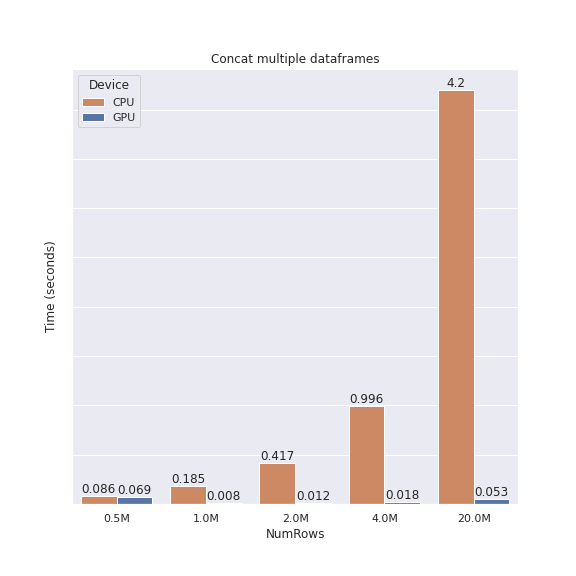 Concat multiple dataframes
Device
CPU
GPU
Time (seconds)
4.2
0.996
0.417
0.185
0.086 0.069
0.008
0.012
0.018
0.053
0.5M 1.0M 2.0M 4.0M 20.0M
NumRows